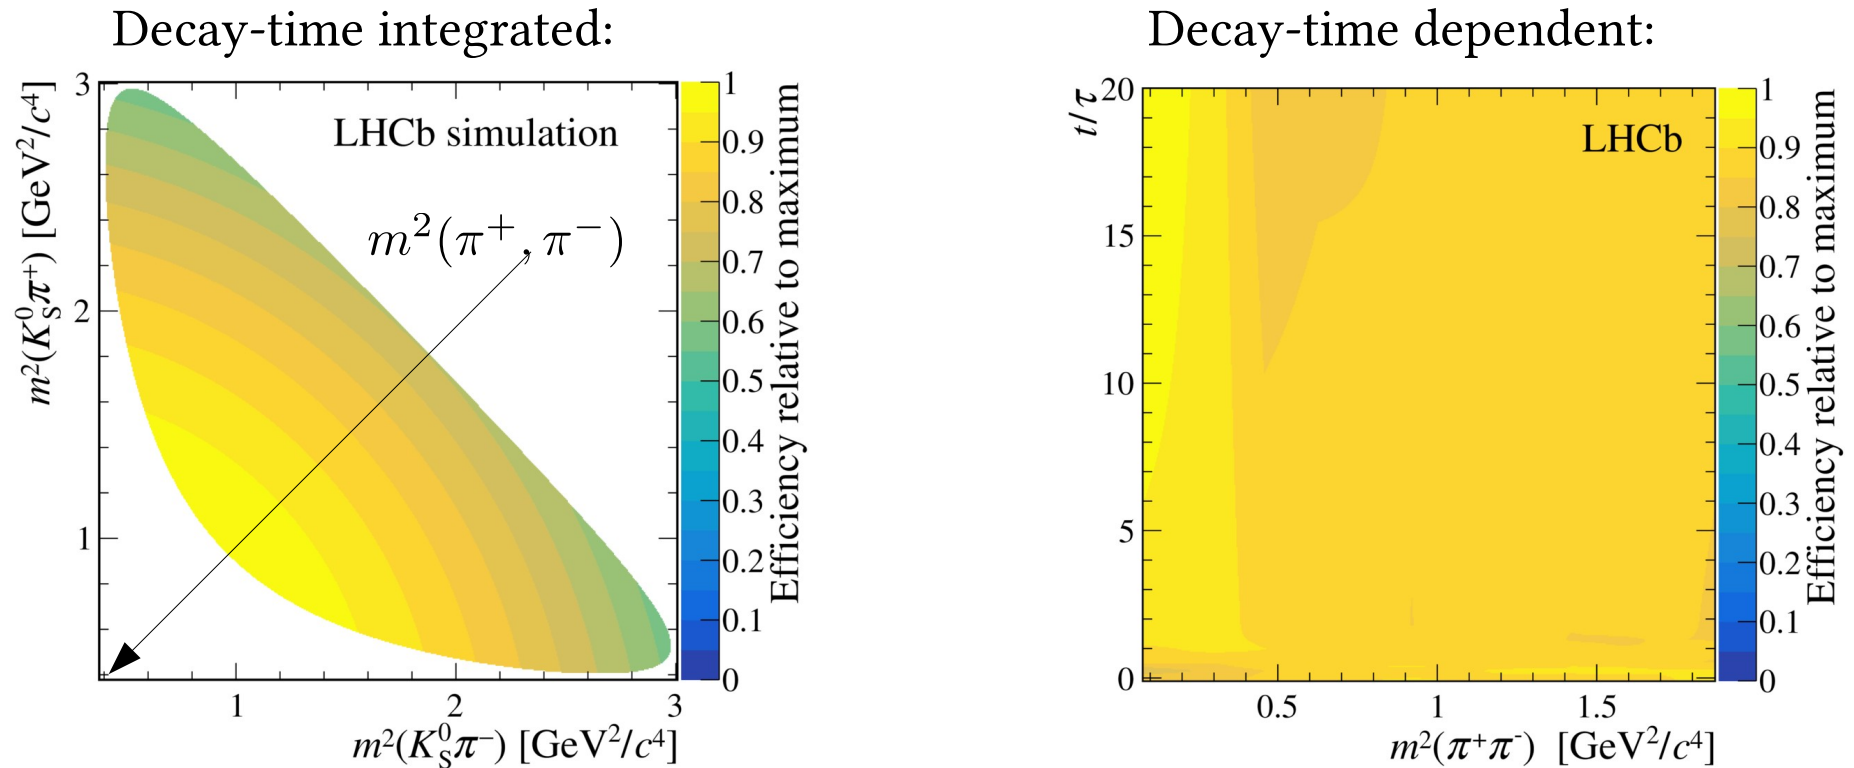 Decay-time integrated:
LHCb simulation
m²(π⁺, π⁻)
m²(K⁰_Sπ⁺) [GeV²/c⁴]
3
2
1
1 2 3
m²(K⁰_Sπ⁻) [GeV²/c⁴]
1
0.9
0.8
0.7
0.6
0.5
0.4
0.3
0.2
0.1
0
Efficiency relative to maximum
Decay-time dependent:
LHCb
t/τ
20
15
10
5
0
0.5 1 1.5
m²(π⁺π⁻) [GeV²/c⁴]
1
0.9
0.8
0.7
0.6
0.5
0.4
0.3
0.2
0.1
0
Efficiency relative to maximum